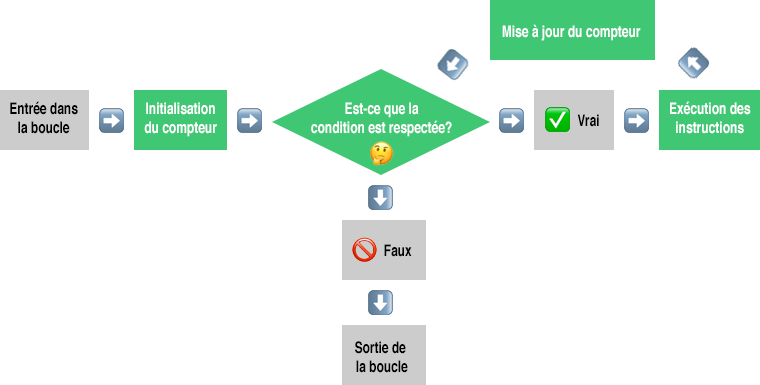 Mise à jour du compteur
Entrée dans
la boucle
Initialisation
du compteur
Est-ce que la
condition est respectée?
Vrai
Exécution des
instructions
Faux
Sortie de
la boucle